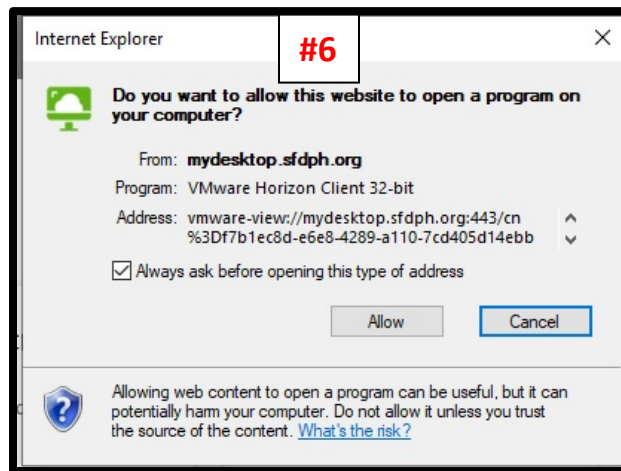 Internet Explorer
#6
Do you want to allow this website to open a program on
your computer?
From: mydesktop.sfdph.org
Program: VMware Horizon Client 32-bit
Address: vmware-view://mydesktop.sfdph.org:443/cn
%3Df7b1ec8d-e6e8-4289-a110-7cd405d14ebb
Always ask before opening this type of address
Allow
Cancel
Allowing web content to open a program can be useful, but it can
potentially harm your computer. Do not allow it unless you trust
the source of the content. What's the risk?